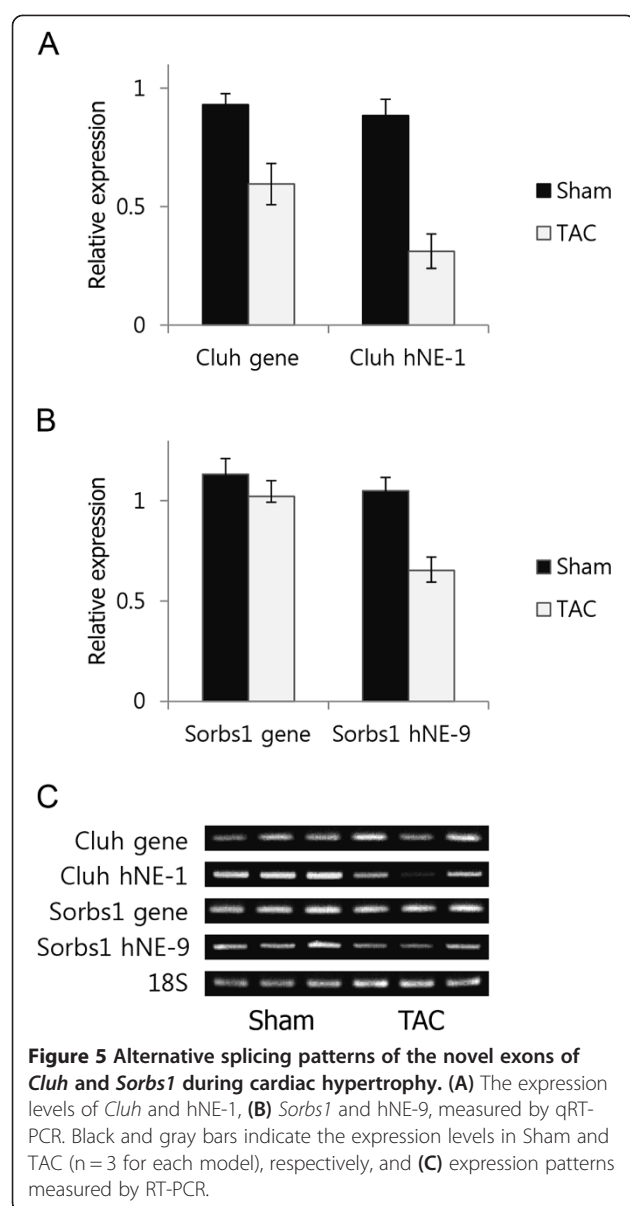 A
Relative expression
1
0.5
0
Cluh gene
Cluh hNE-1
Sham
TAC
B
Relative expression
1
0.5
0
Sorbs1 gene
Sorbs1 hNE-9
Sham
TAC
C
Cluh gene
Cluh hNE-1
Sorbs1 gene
Sorbs1 hNE-9
18S
Sham TAC
Figure 5 Alternative splicing patterns of the novel exons of
Cluh and Sorbs1 during cardiac hypertrophy. (A) The expression
levels of Cluh and hNE-1, (B) Sorbs1 and hNE-9, measured by qRT-
PCR. Black and gray bars indicate the expression levels in Sham and
TAC (n = 3 for each model), respectively, and (C) expression patterns
measured by RT-PCR.